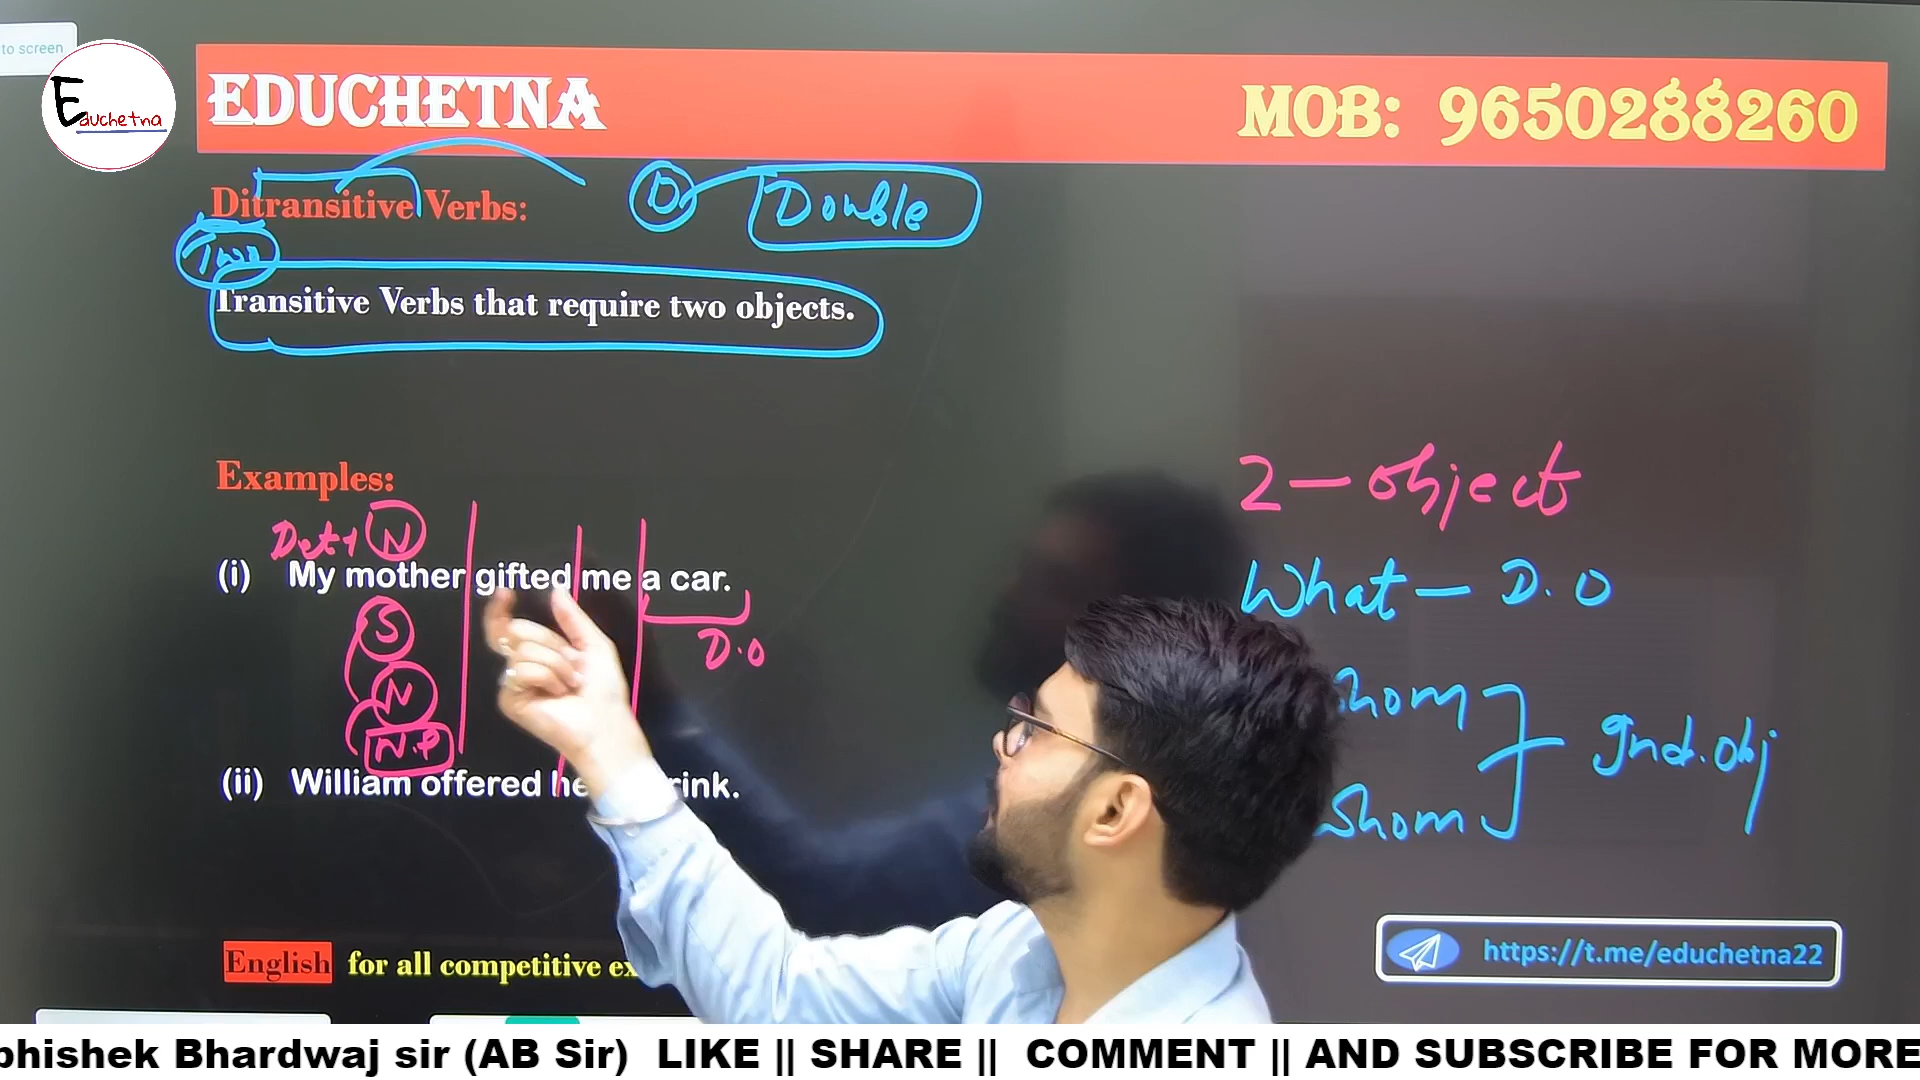 to screen
Educhetna
EDUCHETNA
MOB: 9650288260
Ditransitive Verbs:
D
Double
Two
Transitive Verbs that require two objects.
Examples:
2 - object
Det + N
(i) My mother gifted me a car.
What - D.O
S
D.O
N
N.P
Ind. obj
(ii) William offered he rink.
English for all competitive ex
https://t.me/educhetna22
bhishek Bhardwaj sir (AB Sir) LIKE || SHARE || COMMENT || AND SUBSCRIBE FOR MORE